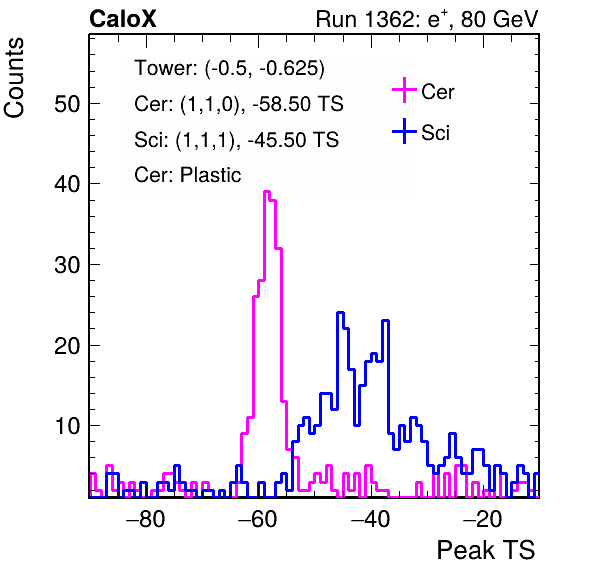 CaloX Run 1362: e⁺, 80 GeV
Counts
Tower: (-0.5, -0.625)
Cer: (1,1,0), -58.50 TS
Sci: (1,1,1), -45.50 TS
Cer: Plastic
Cer
Sci
50
40
30
20
10
−80 −60 −40 −20
Peak TS